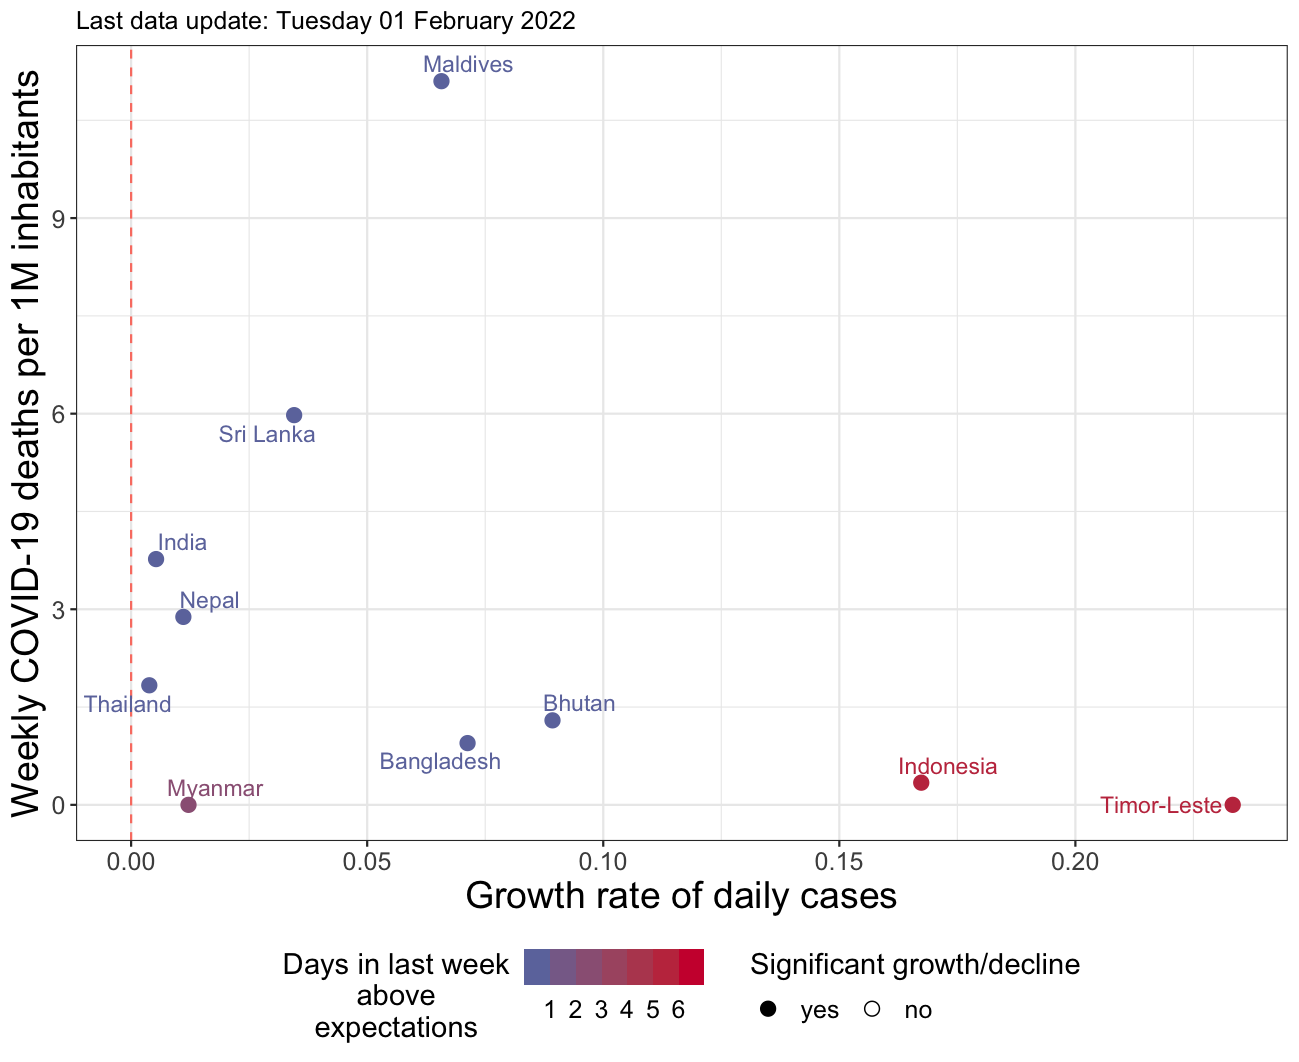 Last data update: Tuesday 01 February 2022
Weekly COVID-19 deaths per 1M inhabitants
Maldives
9
6
Sri Lanka
India
Nepal
3
Thailand
Bhutan
Bangladesh
Indonesia
Myanmar
0
Timor-Leste
0.00 0.05 0.10 0.15 0.20
Growth rate of daily cases
Days in last week
above
expectations
1 2 3 4 5 6
Significant growth/decline
yes no